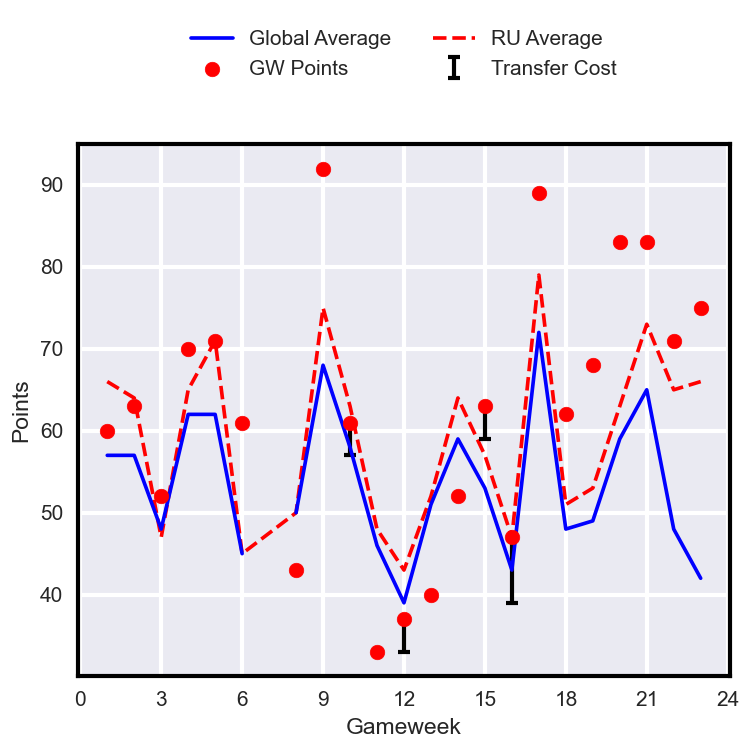 Global Average
RU Average
GW Points
Transfer Cost
90
80
70
60
50
40
Points
0 3 6 9 12 15 18 21 24
Gameweek